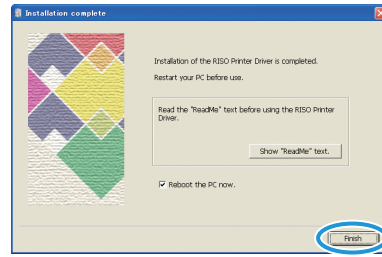 Installation complete
Installation of the RISO Printer Driver is completed.
Restart your PC before use.
Read the "ReadMe" text before using the RISO Printer
Driver.
Show "ReadMe" text.
Reboot the PC now.
Finish